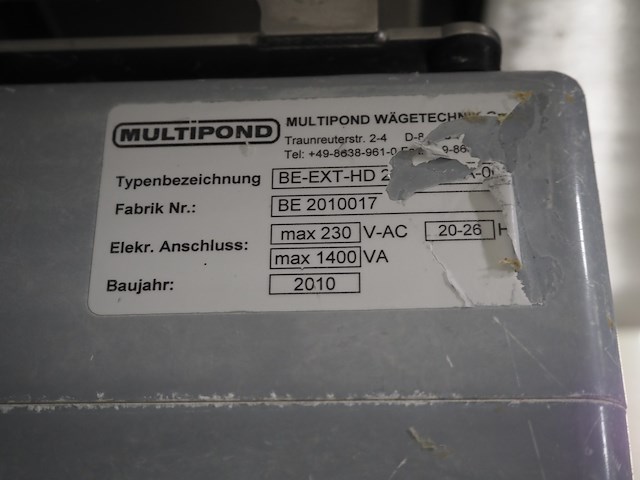 MULTIPOND
MULTIPOND WÄGETECHNIK
Traunreuterstr. 2-4
Tel: +49-8638-961-0
Typenbezeichnung BE-EXT-HD
Fabrik Nr.: BE 2010017
Elekr. Anschluss: max 230 V-AC 20-26
max 1400 VA
Baujahr: 2010